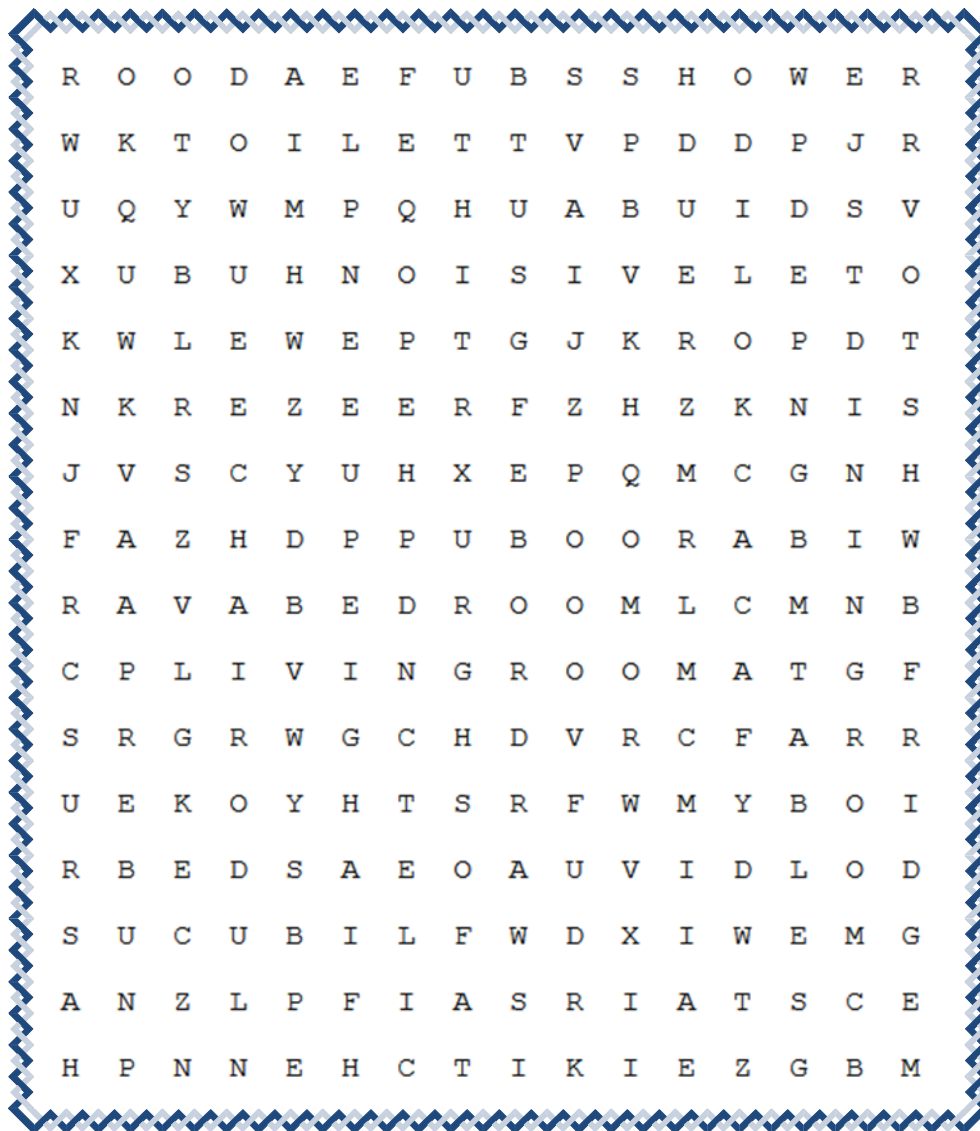 R O O D A E F U B S S H O W E R
W K T O I L E T T V P D D P J R
U Q Y W M P Q H U A B U I D S V
X U B U H N O I S I V E L E T O
K W L E W E P T G J K R O P D T
N K R E Z E E R F Z H Z K N I S
J V S C Y U H X E P Q M C G N H
F A Z H D P P U B O O R A B I W
R A V A B E D R O O M L C M N B
C P L I V I N G R O O M A T G F
S R G R W G C H D V R C F A R R
U E K O Y H T S R F W M Y B O I
R B E D S A E O A U V I D L O D
S U C U B I L F W D X I W E M G
A N Z L P F I A S R I A T S C E
H P N N E H C T I K I E Z G B M